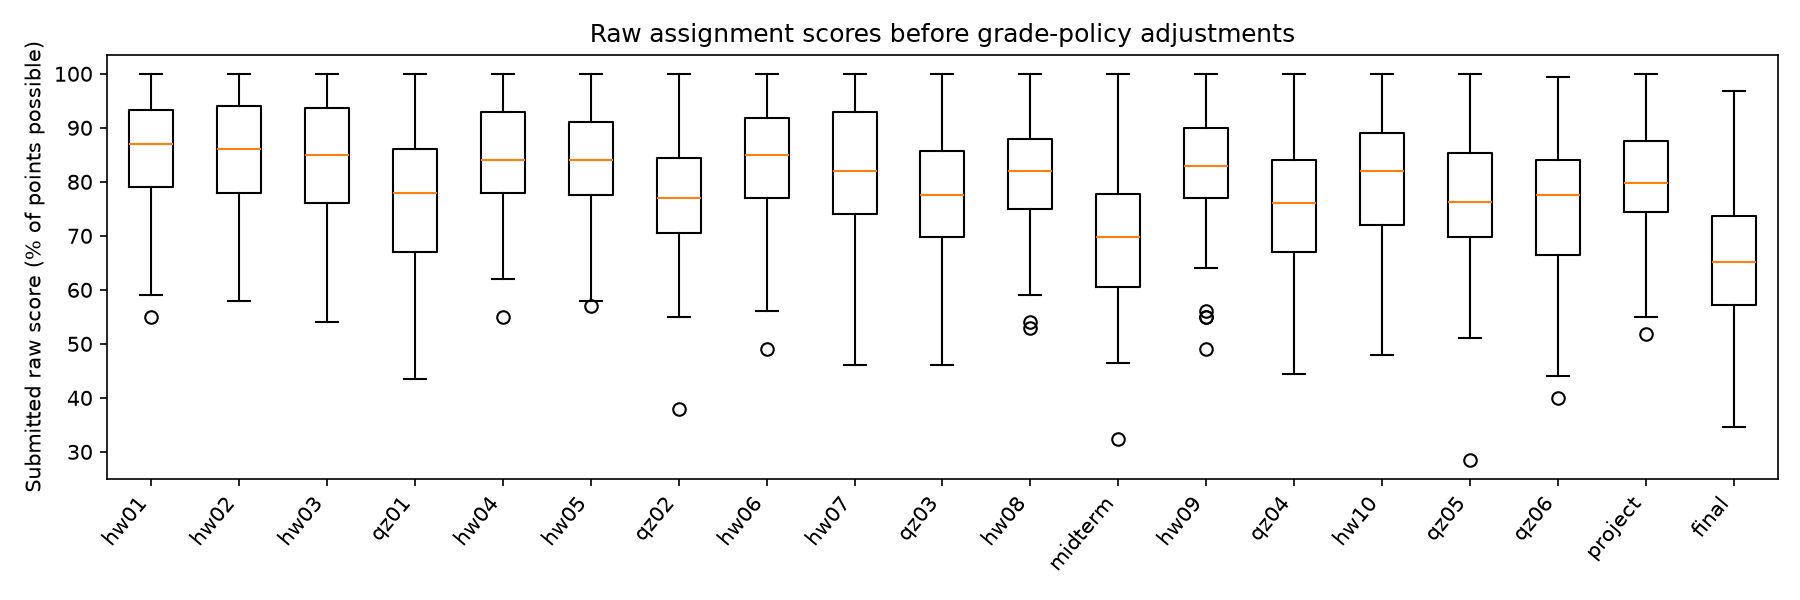 Raw assignment scores before grade-policy adjustments
Submitted raw score (% of points possible)
100
90
80
70
60
50
40
30
hw01
hw02
hw03
qz01
hw04
hw05
qz02
hw06
hw07
qz03
hw08
midterm
hw09
qz04
hw10
qz05
qz06
project
final